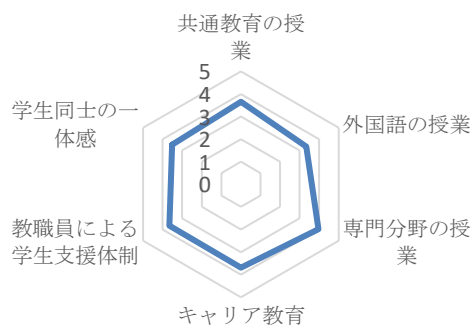 共通教育の授
業
外国語の授業
専門分野の授
業
キャリア教育
教職員による
学生支援体制
学生同士の一
体感
5
4
3
2
1
0